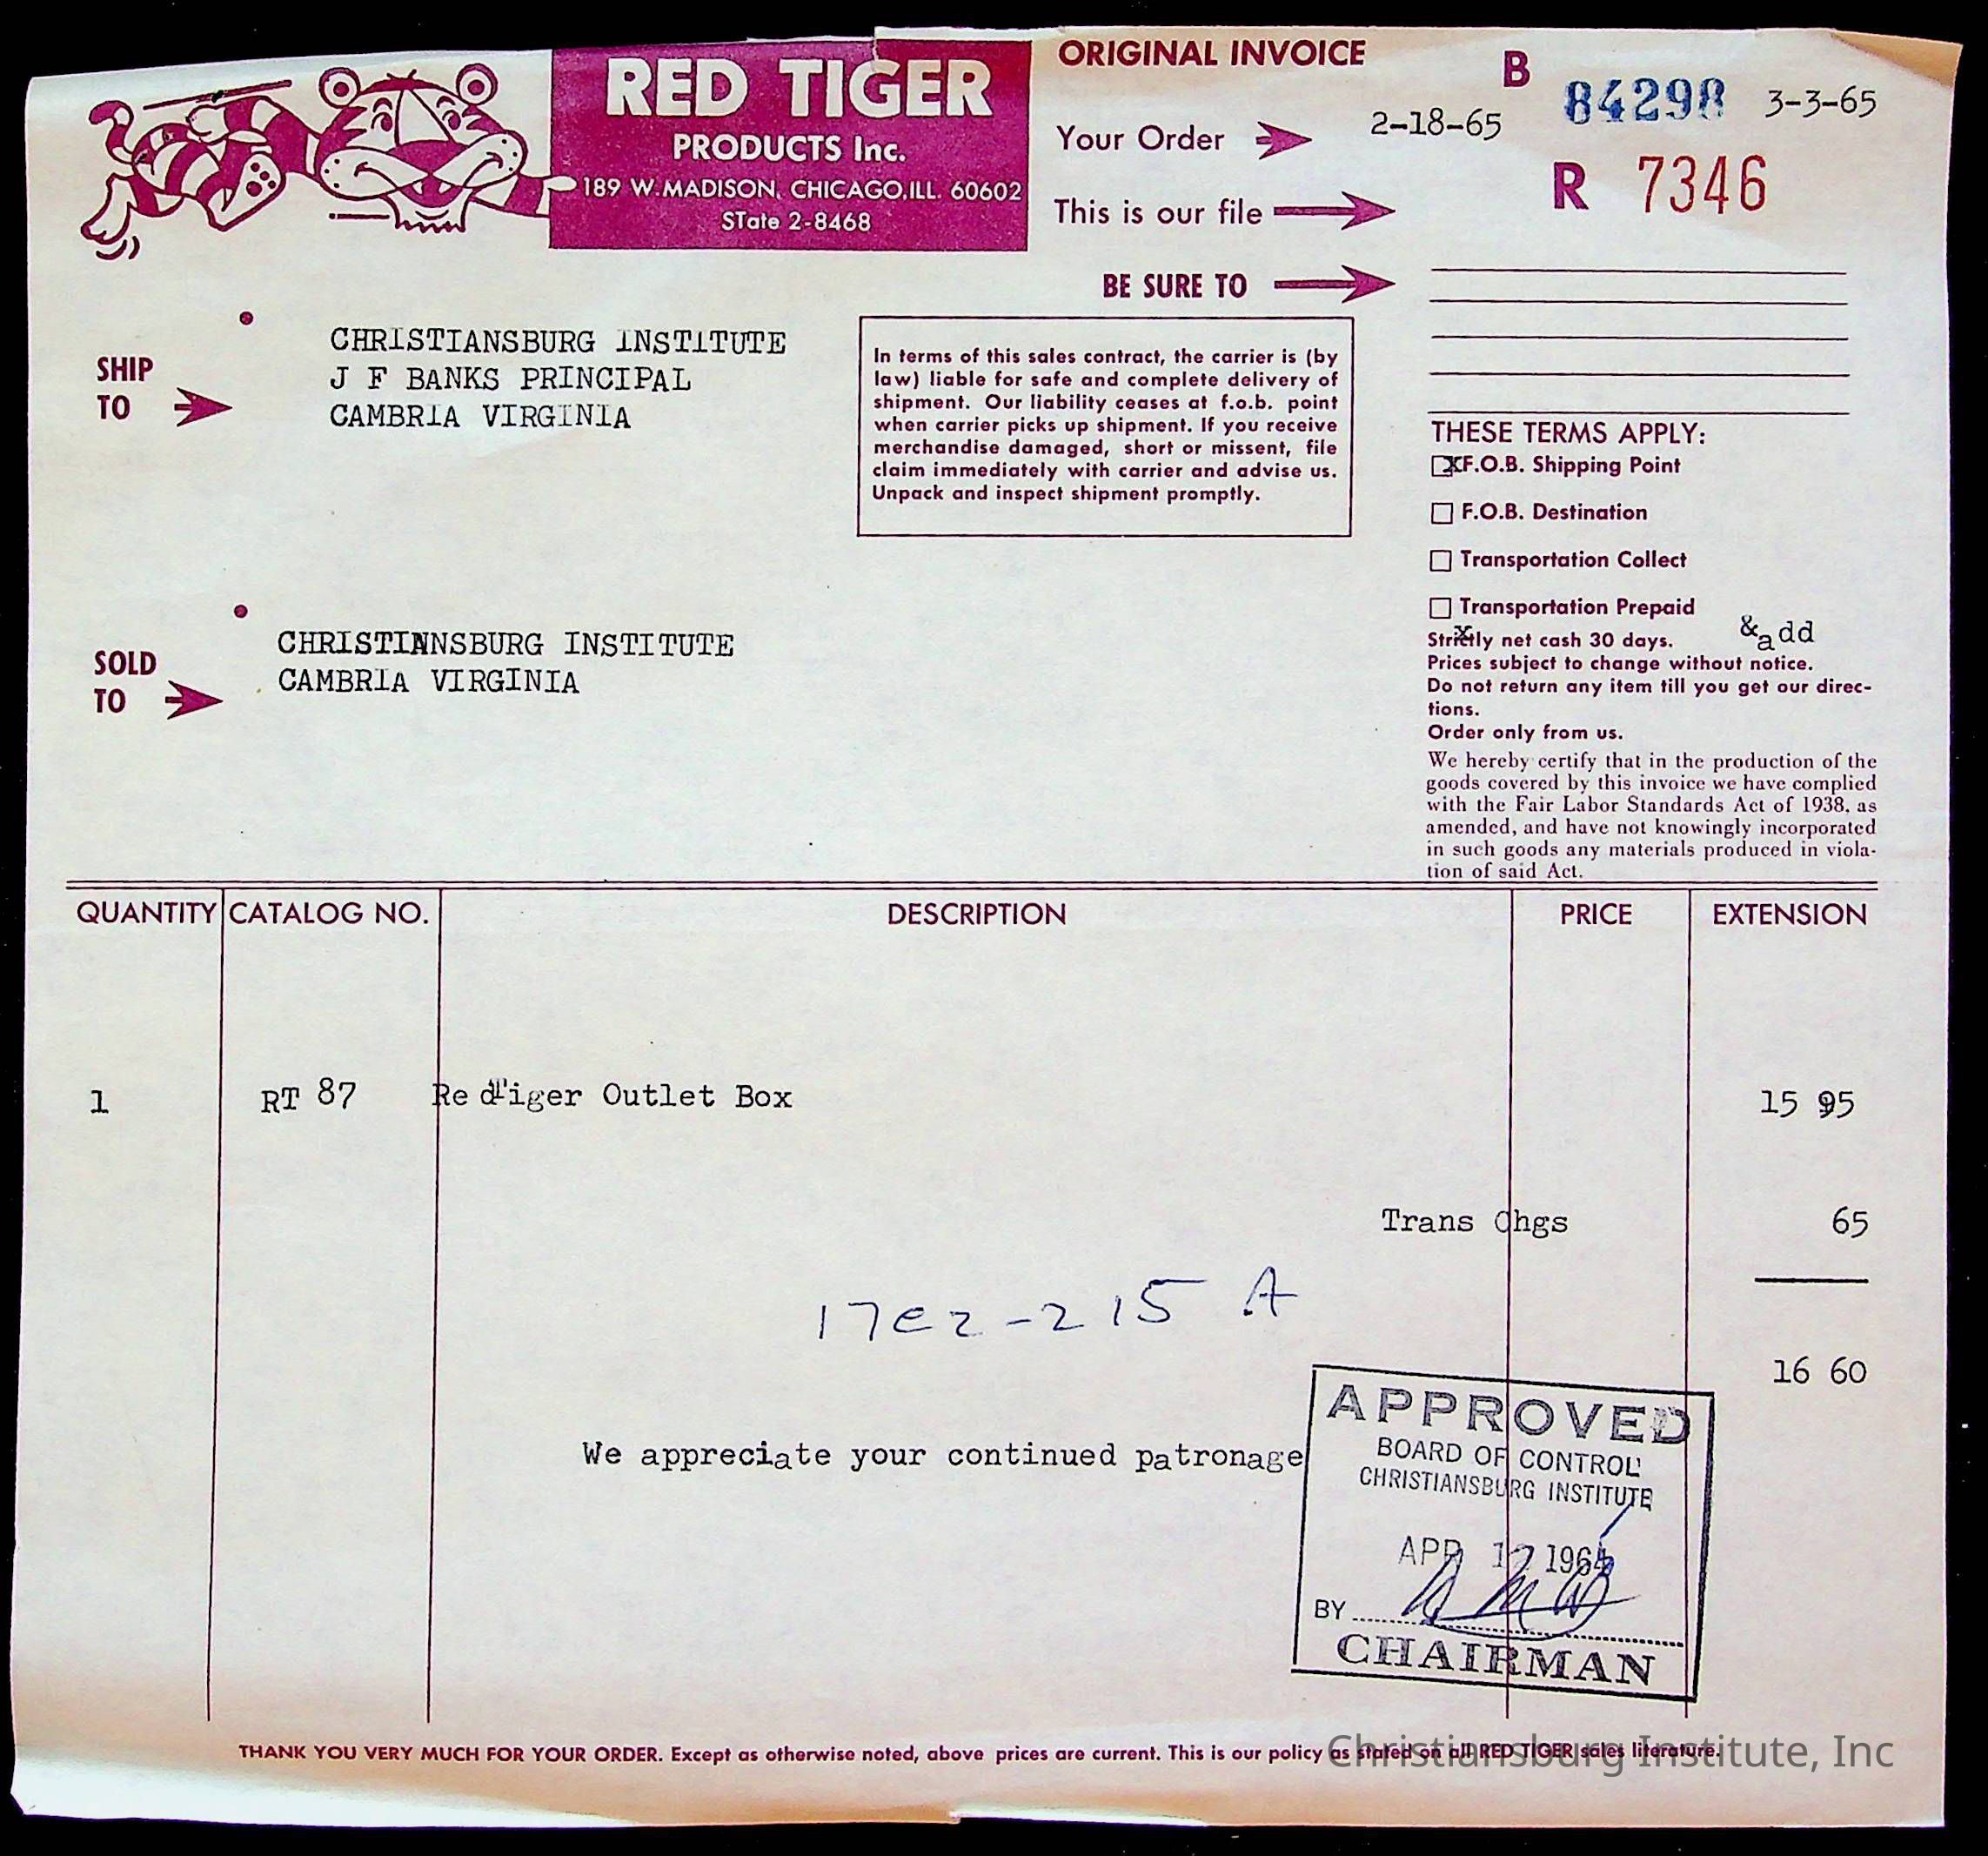 RED TIGER
PRODUCTS Inc.
189 W. MADISON, CHICAGO, ILL. 60602
STate 2-8468
ORIGINAL INVOICE
B 84298 3-3-65
Your Order 2-18-65
This is our file R 7346
BE SURE TO
SHIP
TO
CHRISTIANSBURG INSTITUTE
J F BANKS PRINCIPAL
CAMBRIA VIRGINIA
In terms of this sales contract, the carrier is (by
law) liable for safe and complete delivery of
shipment. Our liability ceases at f.o.b. point
when carrier picks up shipment. If you receive
merchandise damaged, short or missent, file
claim immediately with carrier and advise us.
Unpack and inspect shipment promptly.
THESE TERMS APPLY:
X F.O.B. Shipping Point
F.O.B. Destination
Transportation Collect
Transportation Prepaid
x &add
Strictly net cash 30 days.
Prices subject to change without notice.
Do not return any item till you get our direc-
tions.
Order only from us.
We hereby certify that in the production of the
goods covered by this invoice we have complied
with the Fair Labor Standards Act of 1938, as
amended, and have not knowingly incorporated
in such goods any materials produced in viola-
tion of said Act.
SOLD
TO
CHRISTINNSBURG INSTITUTE
CAMBRIA VIRGINIA
QUANTITY CATALOG NO. DESCRIPTION PRICE EXTENSION
1 RT 87 Red Tiger Outlet Box 15 95
Trans Chgs 65
17E2-215 A
16 60
We appreciate your continued patronage
APPROVED
BOARD OF CONTROL
CHRISTIANSBURG INSTITUTE
APR 12 1965
BY
CHAIRMAN
THANK YOU VERY MUCH FOR YOUR ORDER. Except as otherwise noted, above prices are current. This is our policy as stated on all RED TIGER sales literature.
Christiansburg Institute, Inc